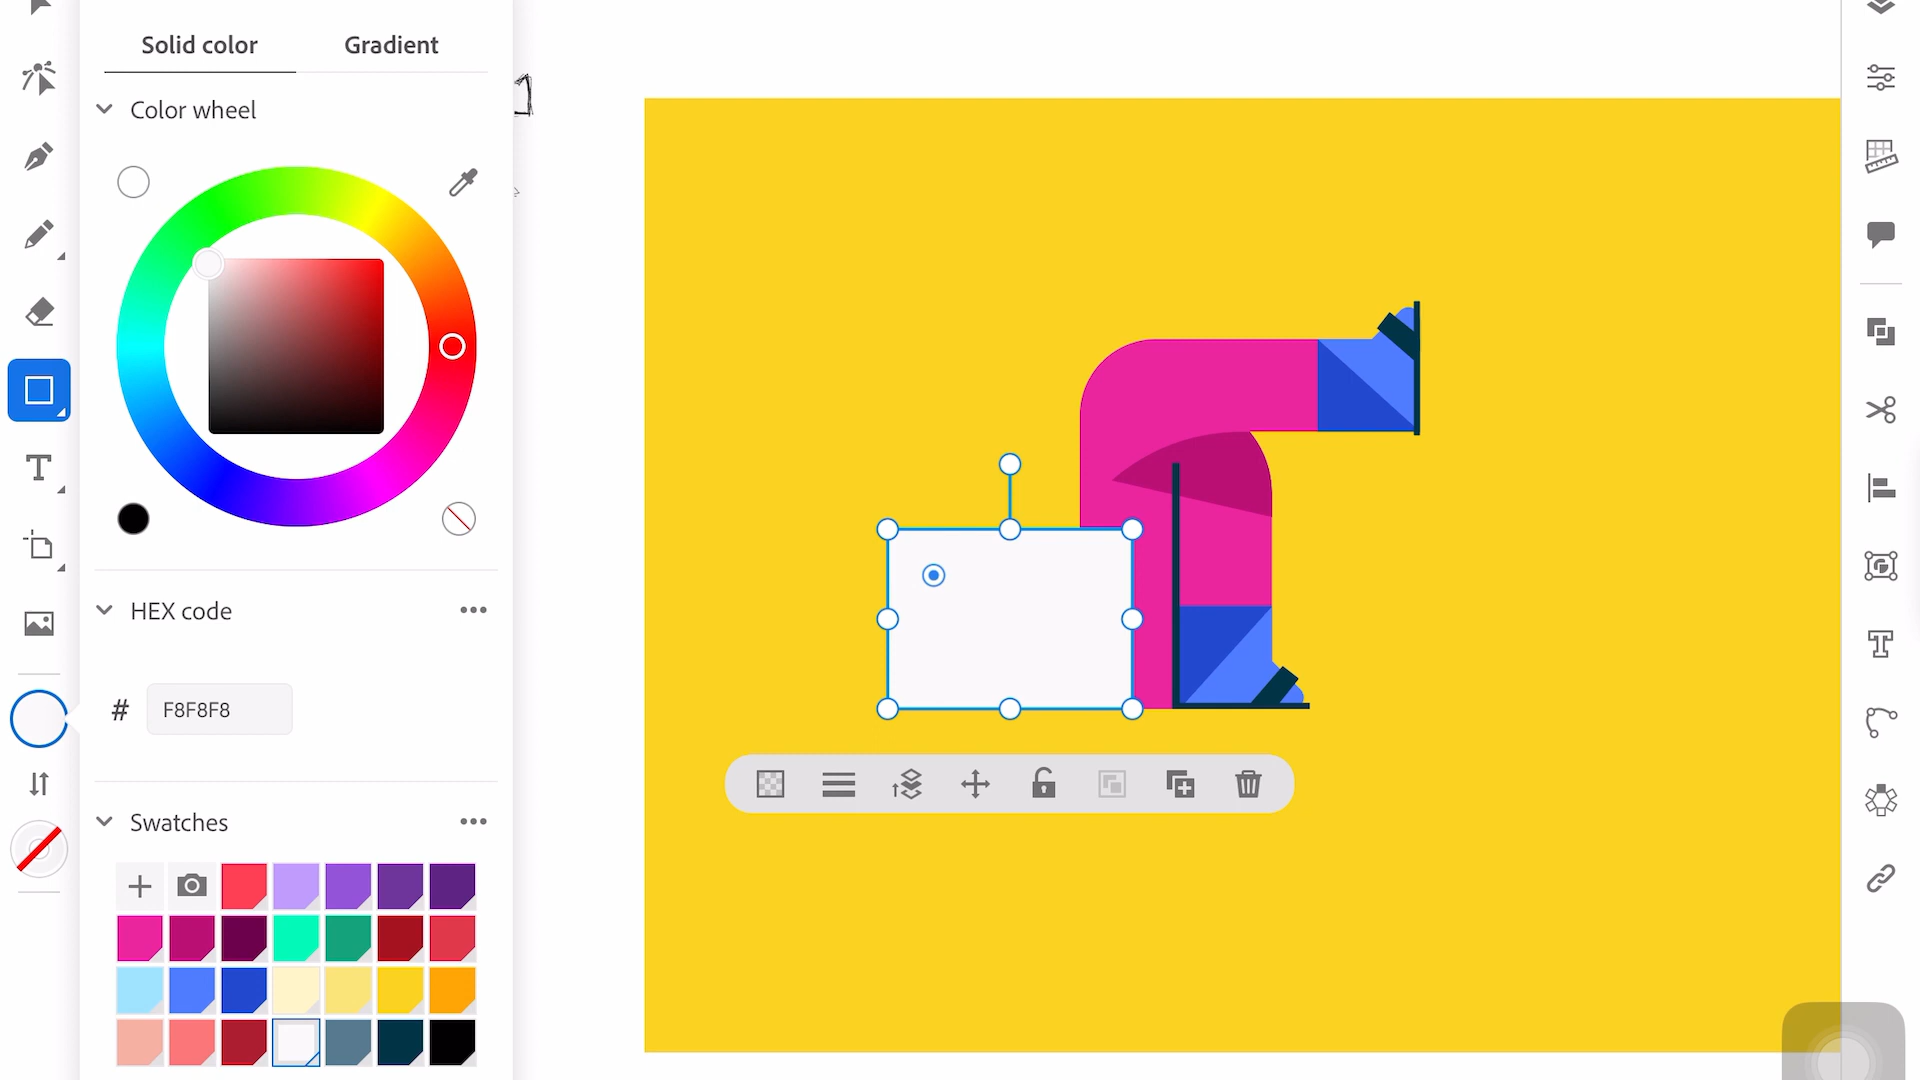 Solid color
Gradient
Color wheel
HEX code
# F8F8F8
Swatches